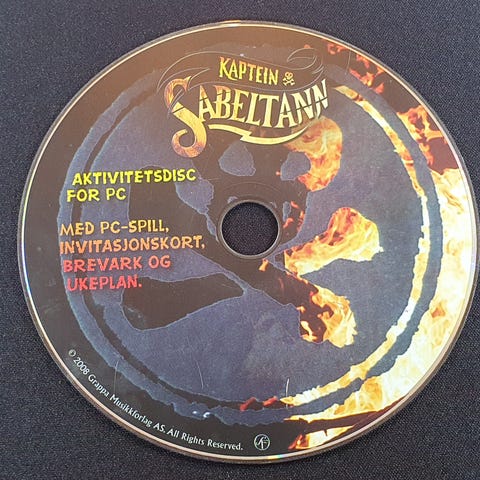 KAPTEIN
SABELTANN
AKTIVITETSDISC
FOR PC
MED PC-SPILL,
INVITASJONSKORT,
BREVARK OG
UKEPLAN.
© 2008 Grappa Musikkforlag AS. All Rights Reserved.